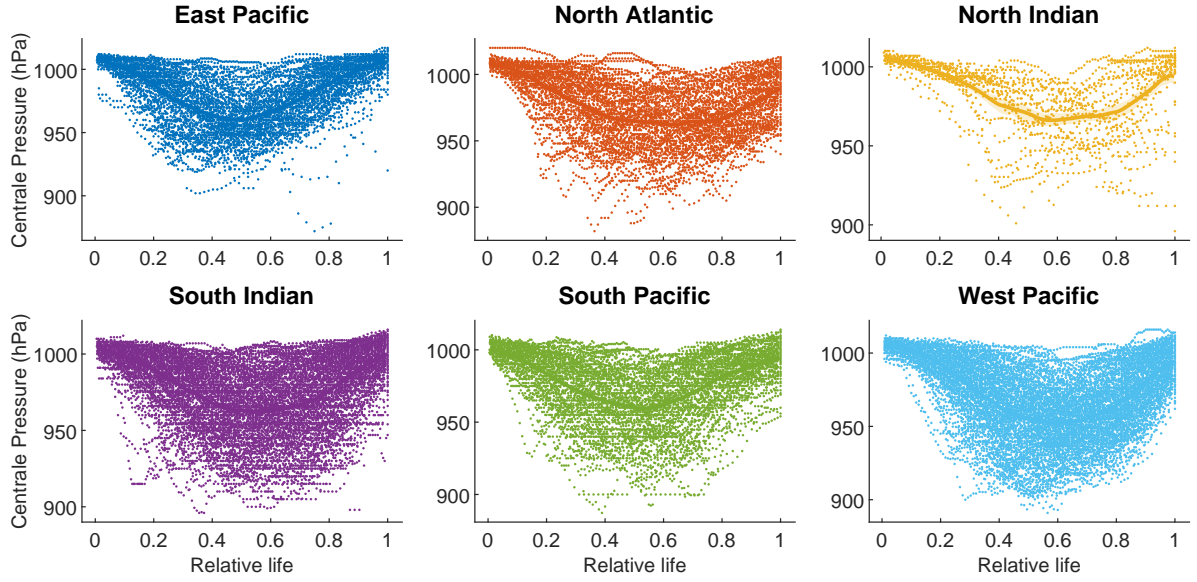 East Pacific
North Atlantic
North Indian
Centrale Pressure (hPa)
1000
950
900
0 0.2 0.4 0.6 0.8 1
1000
950
900
0 0.2 0.4 0.6 0.8 1
1000
950
900
0 0.2 0.4 0.6 0.8 1
South Indian
South Pacific
West Pacific
Centrale Pressure (hPa)
1000
950
900
0 0.2 0.4 0.6 0.8 1
Relative life
1000
950
900
0 0.2 0.4 0.6 0.8 1
Relative life
1000
950
900
0 0.2 0.4 0.6 0.8 1
Relative life